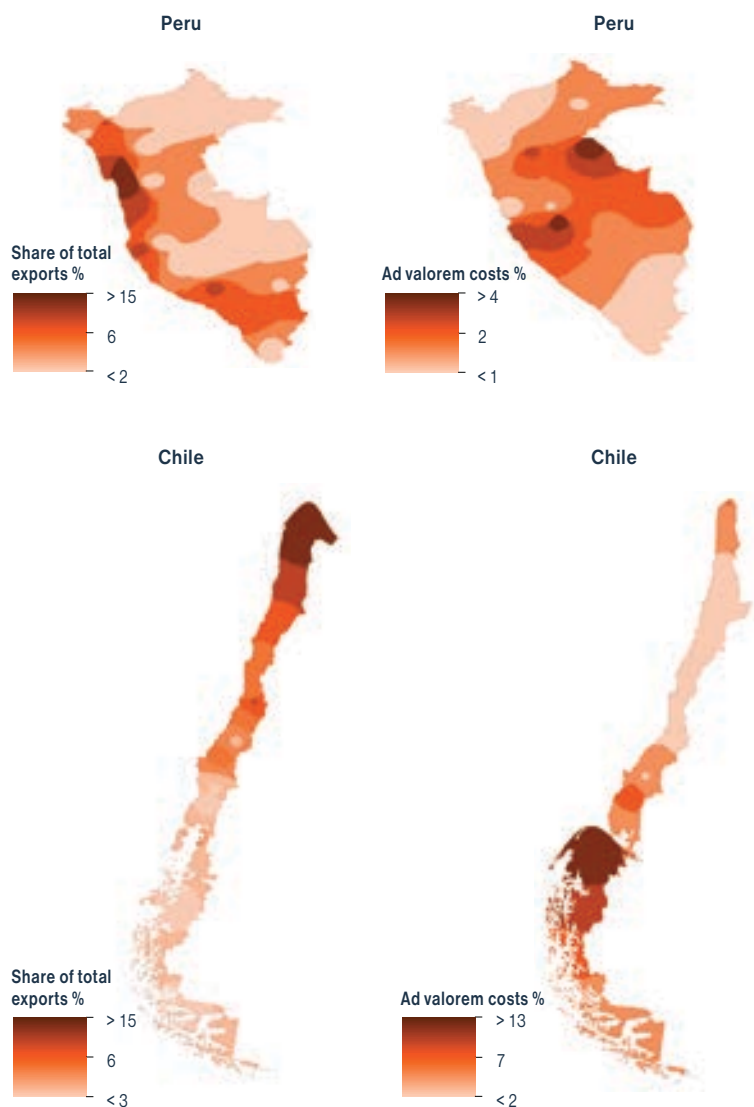 Peru
Peru
Share of total
exports %
> 15
6
< 2
Ad valorem costs %
> 4
2
< 1
Chile
Chile
Share of total
exports %
> 15
6
< 3
Ad valorem costs %
> 13
7
< 2